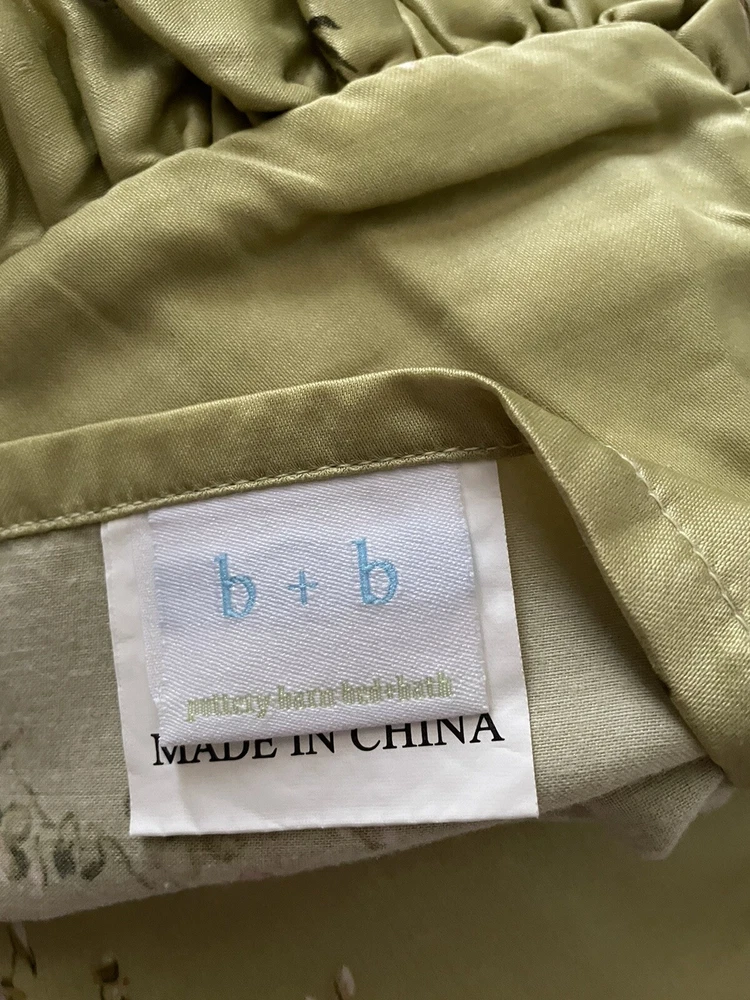 b + b
pottery barn bed+bath
MADE IN CHINA